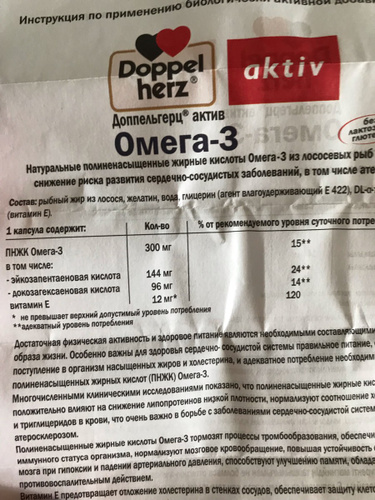 Инструкция по применению биологически активной доба
Doppel
herz®
aktiv
Доппельгерц® актив
Омега-3
бе
лакто
глюте
Натуральные полиненасыщенные жирные кислоты Омега-3 из лососевых рыб
снижению риска развития сердечно-сосудистых заболеваний, в том числе ате
Состав: рыбный жир из лосося, желатин, вода, глицерин (агент влагоудерживающий Е 422), DL-α-
(витамин Е).
1 капсула содержит: Кол-во % от рекомендуемого уровня суточного потре
ПНЖК Омега-3 300 мг 15**
в том числе:
- эйкозапентаеновая кислота 144 мг 24**
- докозагексаеновая кислота 96 мг 14**
витамин Е 12 мг* 120
* не превышает верхний допустимый уровень потребления
**адекватный уровень потребления
Достаточная физическая активность и здоровое питание являются необходимыми составляющими
образа жизни. Особенно важны для здоровья сердечно-сосудистой системы правильное питание,
поступление в организм насыщенных жиров и холестерина, и адекватное потребление необходим
полиненасыщенных жирных кислот (ПНЖК) Омега-3.
Многочисленными клиническими исследованиями показано, что полиненасыщенные жирные кис
положительно влияют на снижение липопротеинов низкой плотности, нормализуют соотношение х
и триглицеридов в крови, что очень важно в борьбе с заболеваниями сердечно-сосудистой систем
атеросклерозом.
Полиненасыщенные жирные кислоты Омега-3 тормозят процессы тромбообразования, обеспечи
иммунного статуса организма, нормализуют мозговое кровообращение, повышая устойчивость
мозга при гипоксии и падении артериального давления, способствуют улучшению памяти, облад
противовоспалительным действием.
Витамин Е предотвращает отложение холестерина в стенках сосудов, обеспечивает защиту клет